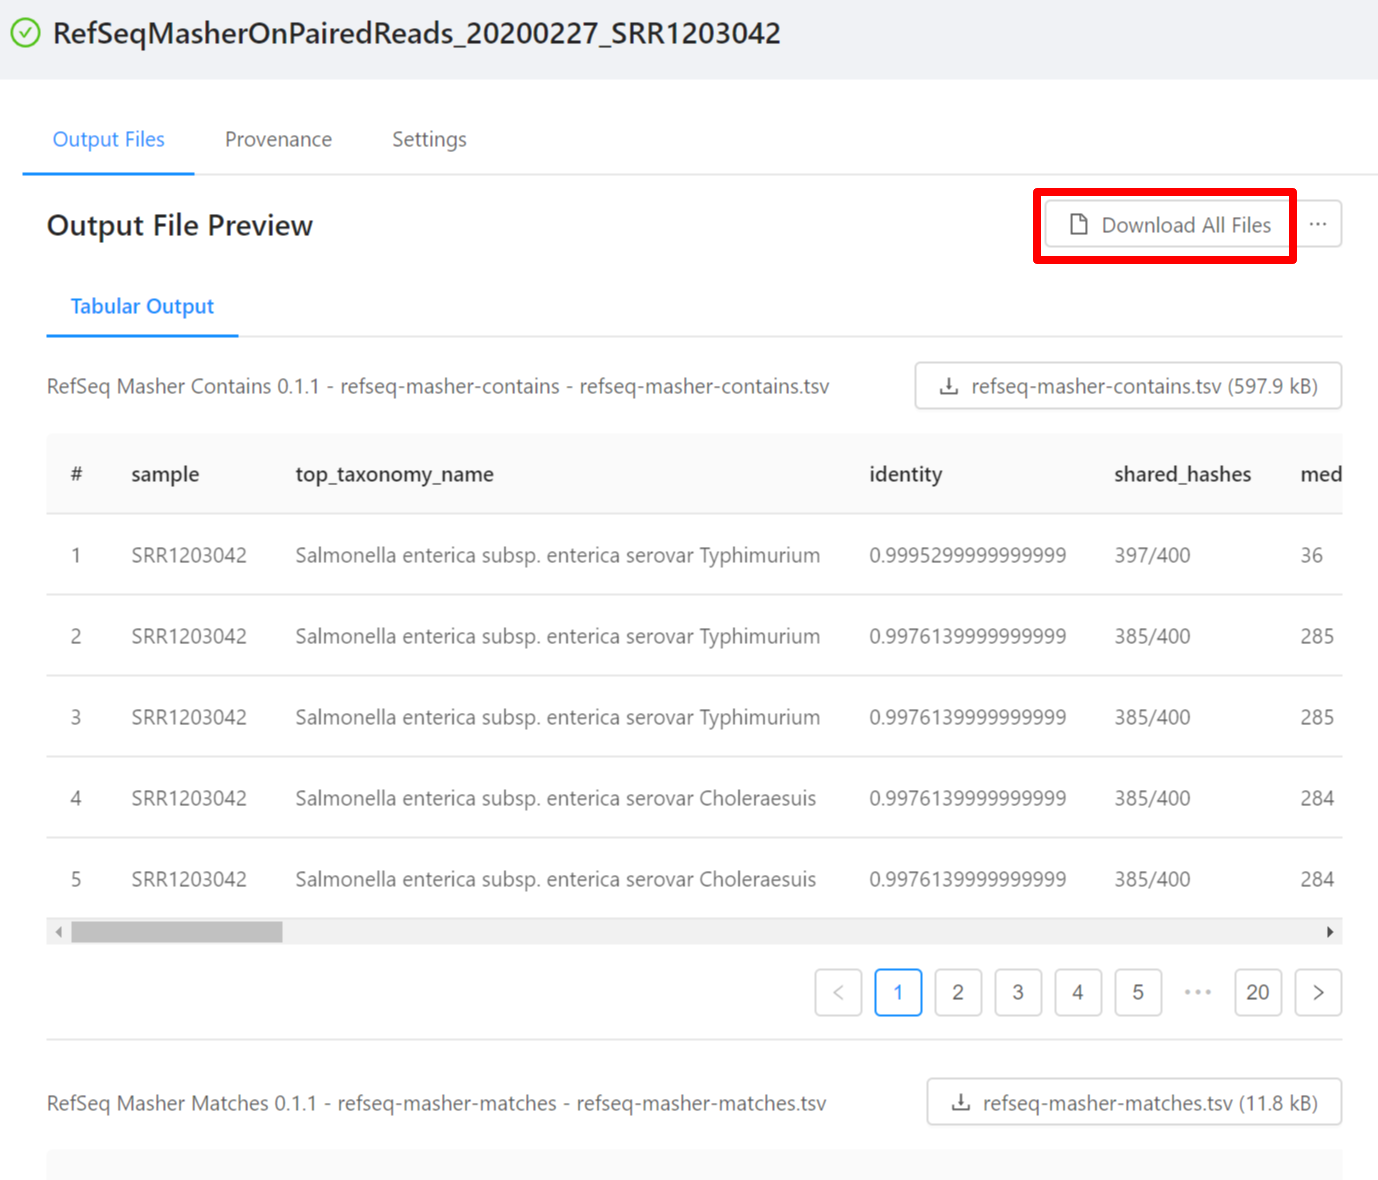 RefSeqMasherOnPairedReads_20200227_SRR1203042
Output Files Provenance Settings
Output File Preview
Download All Files ...
Tabular Output
RefSeq Masher Contains 0.1.1 - refseq-masher-contains - refseq-masher-contains.tsv
refseq-masher-contains.tsv (597.9 kB)
# sample top_taxonomy_name identity shared_hashes med
1 SRR1203042 Salmonella enterica subsp. enterica serovar Typhimurium 0.9995299999999999 397/400 36
2 SRR1203042 Salmonella enterica subsp. enterica serovar Typhimurium 0.9976139999999999 385/400 285
3 SRR1203042 Salmonella enterica subsp. enterica serovar Typhimurium 0.9976139999999999 385/400 285
4 SRR1203042 Salmonella enterica subsp. enterica serovar Choleraesuis 0.9976139999999999 385/400 284
5 SRR1203042 Salmonella enterica subsp. enterica serovar Choleraesuis 0.9976139999999999 385/400 284
< 1 2 3 4 5 ••• 20 >
RefSeq Masher Matches 0.1.1 - refseq-masher-matches - refseq-masher-matches.tsv
refseq-masher-matches.tsv (11.8 kB)